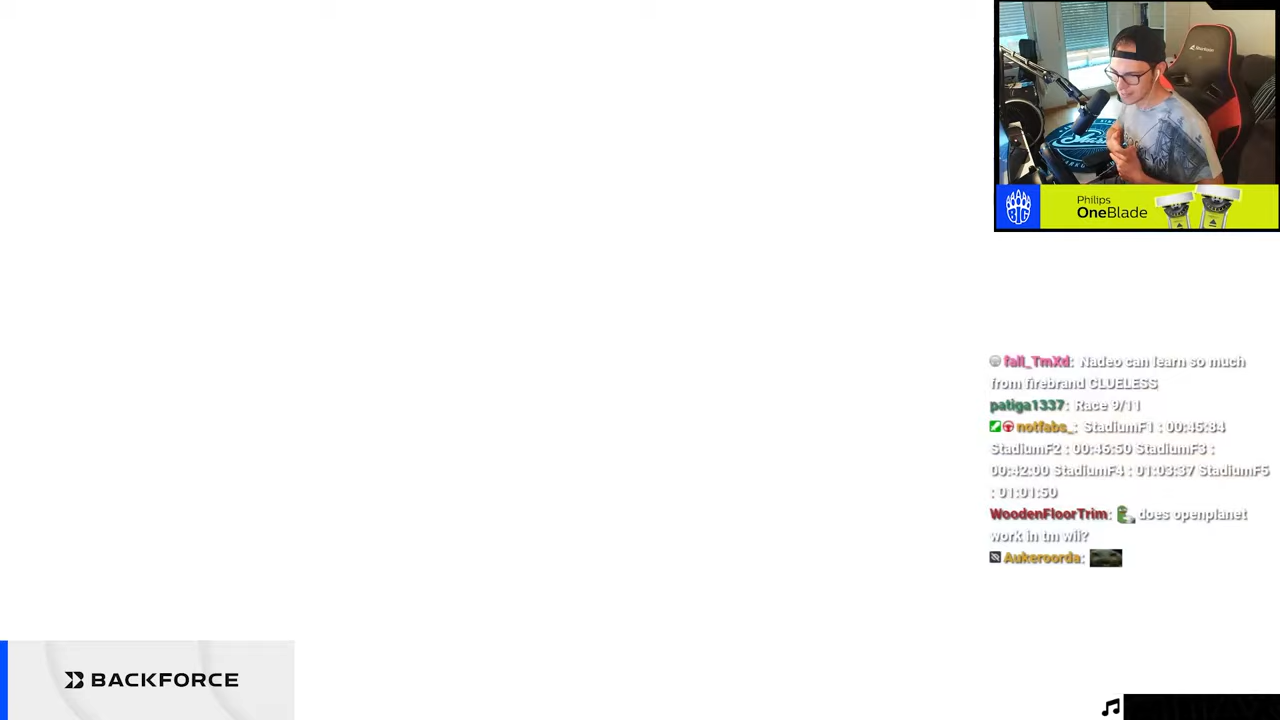 Philips
OneBlade
fall_TmXd: Nadeo can learn so much
from firebrand CLUELESS
patiga1337: Race 9/11
notfabs_: StadiumF1 : 00:45:84
StadiumF2 : 00:46:50 StadiumF3 :
00:42:00 StadiumF4 : 01:03:37 StadiumF5
: 01:01:50
WoodenFloorTrim: does openplanet
work in tm wii?
Aukeroorda:
BACKFORCE